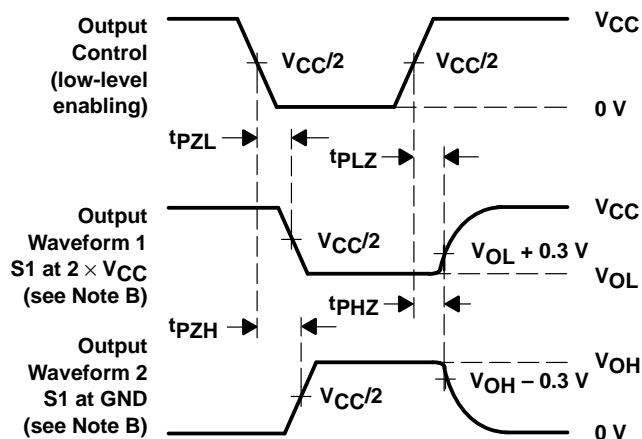 Output
Control
(low-level
enabling)
VCC/2
VCC/2
VCC
0 V
tPZL
tPLZ
Output
Waveform 1
S1 at 2 × VCC
(see Note B)
VCC/2
VCC
VOL + 0.3 V
VOL
tPZH
tPHZ
Output
Waveform 2
S1 at GND
(see Note B)
VCC/2
VOH
VOH − 0.3 V
0 V